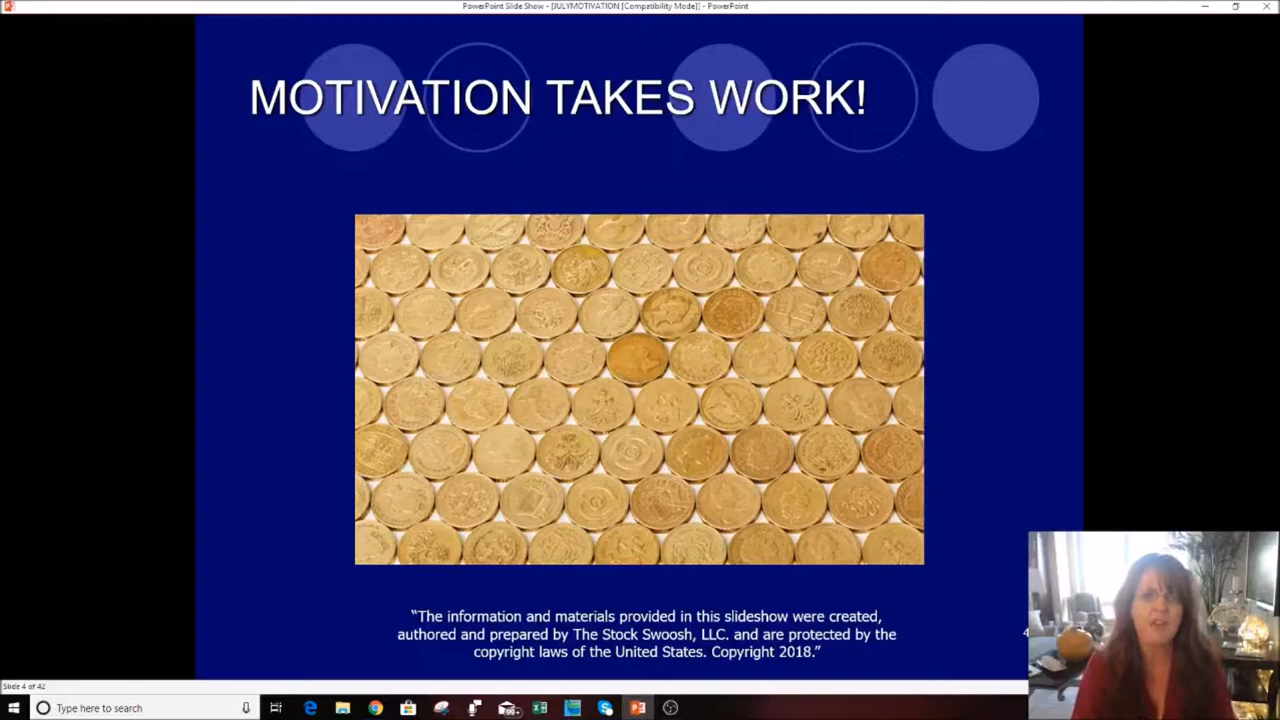 PowerPoint Slide Show - [JULYMOTIVATION [Compatibility Mode]] - PowerPoint
MOTIVATION TAKES WORK!
“The information and materials provided in this slideshow were created,
authored and prepared by The Stock Swoosh, LLC. and are protected by the
copyright laws of the United States. Copyright 2018.”
4
Slide 4 of 42
Type here to search
99+